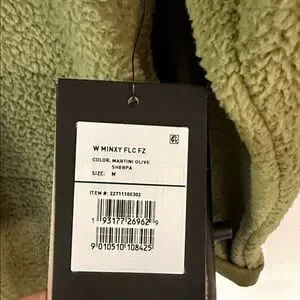 W MINXY FLC FZ
COLOR: MARTINI OLIVE
SHERPA
SIZE: M
ITEM #: 22711100302
1 93177 26962 9
9 010510 108425